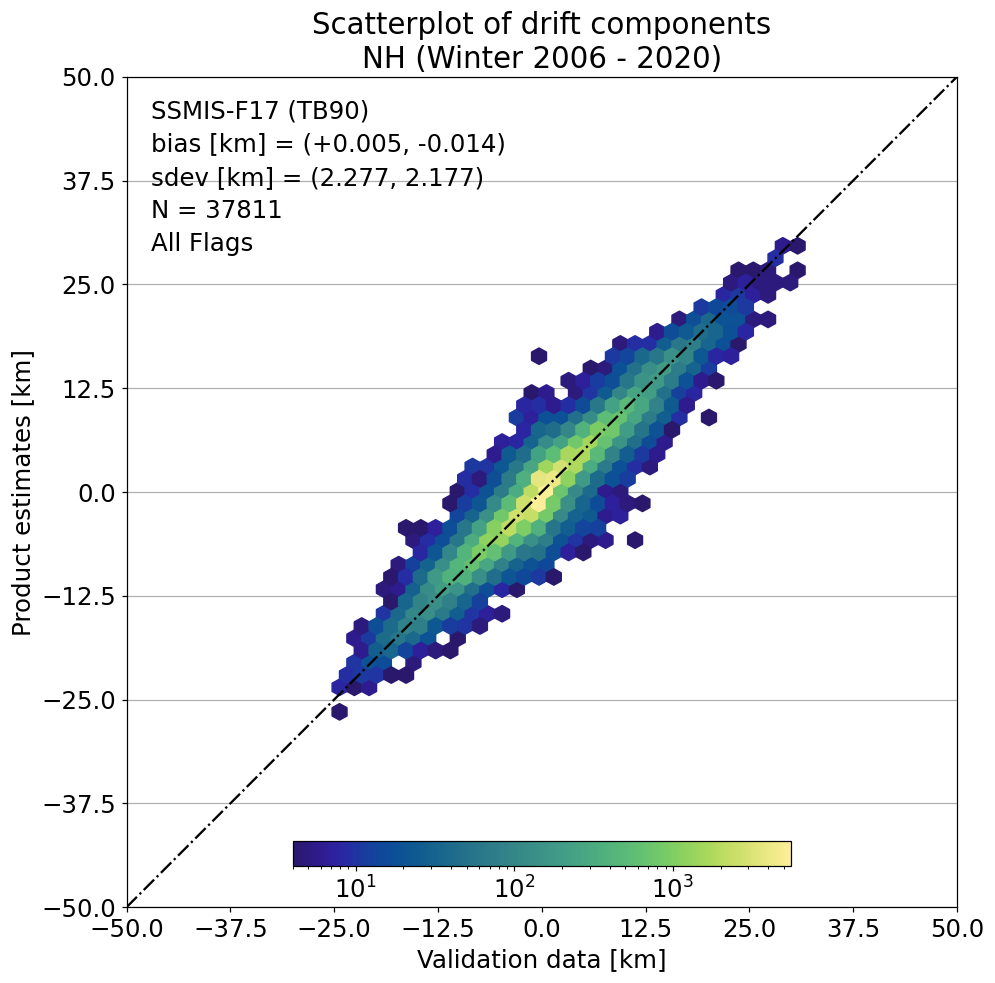 Scatterplot of drift components
NH (Winter 2006 - 2020)
50.0
37.5
25.0
12.5
0.0
−12.5
−25.0
−37.5
−50.0
Product estimates [km]
SSMIS-F17 (TB90)
bias [km] = (+0.005, -0.014)
sdev [km] = (2.277, 2.177)
N = 37811
All Flags
10¹ 10² 10³
−50.0 −37.5 −25.0 −12.5 0.0 12.5 25.0 37.5 50.0
Validation data [km]